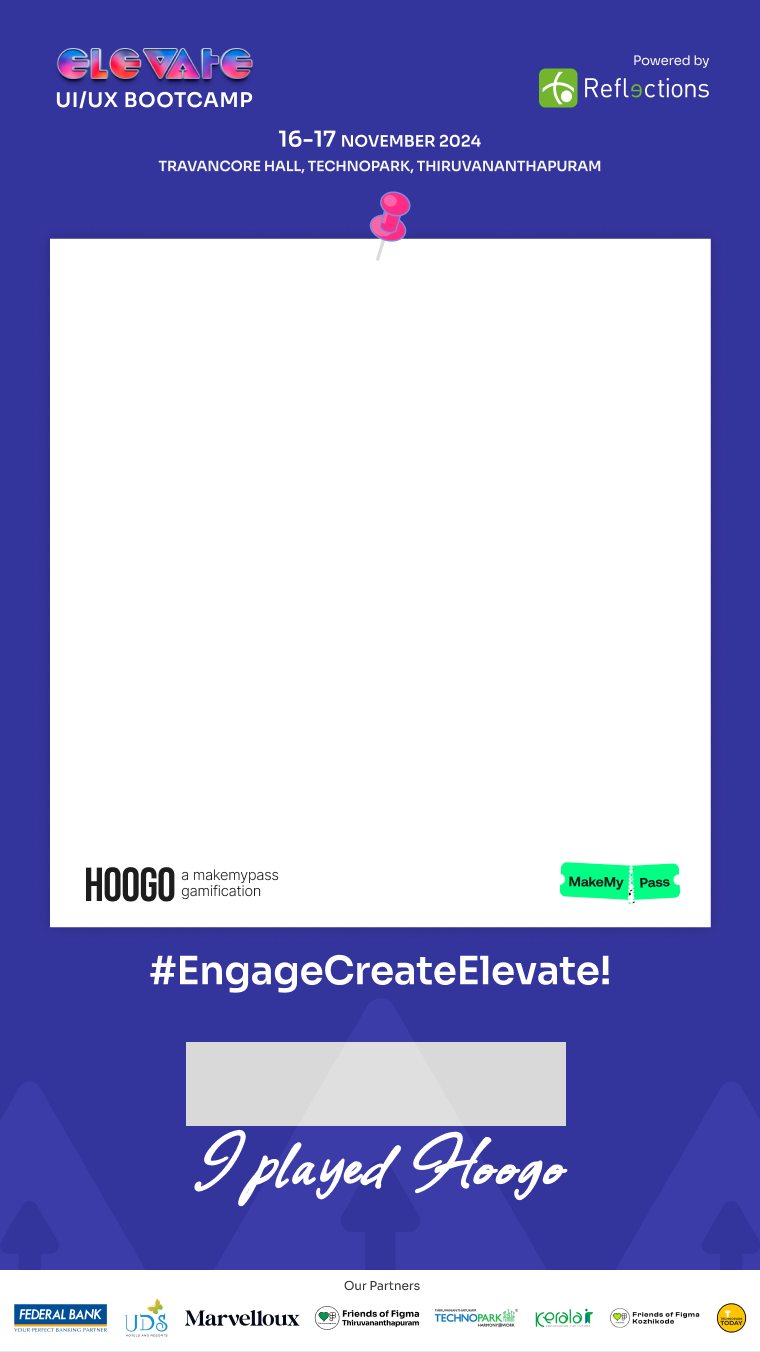 ELEVATE
UI/UX BOOTCAMP
Powered by
Reflections
16-17 NOVEMBER 2024
TRAVANCORE HALL, TECHNOPARK, THIRUVANANTHAPURAM
HOOGO a makemypass
gamification
MakeMy Pass
#EngageCreateElevate!
I played Hoogo
Our Partners
FEDERAL BANK
YOUR PERFECT BANKING PARTNER
UDS
HOTELS AND RESORTS
Marvelloux
Friends of Figma
Thiruvananthapuram
TECHNOPARK
HARMONY@WORK
kerala it
Friends of Figma
Kozhikode
TODAY